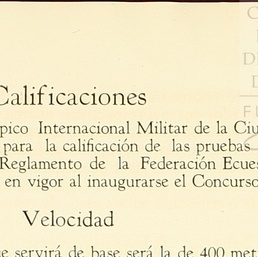 Calificaciones
pico Internacional Militar de la Ciu
para la calificación de las pruebas
Reglamento de la Federación Ecues
en vigor al inaugurarse el Concurso
Velocidad
e servirá de base será la de 400 met